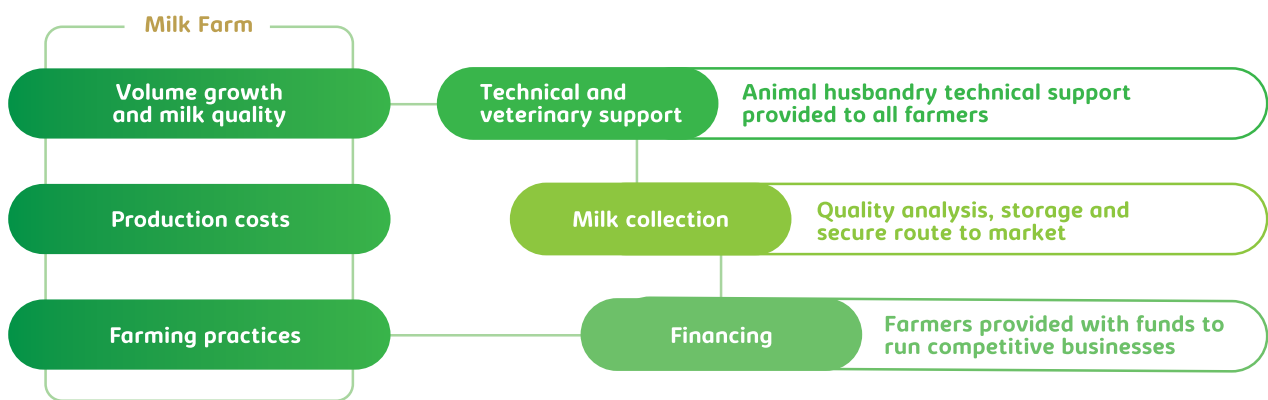 Milk Farm
Volume growth
and milk quality
Technical and
veterinary support
Animal husbandry technical support
provided to all farmers
Production costs
Milk collection
Quality analysis, storage and
secure route to market
Farming practices
Financing
Farmers provided with funds to
run competitive businesses